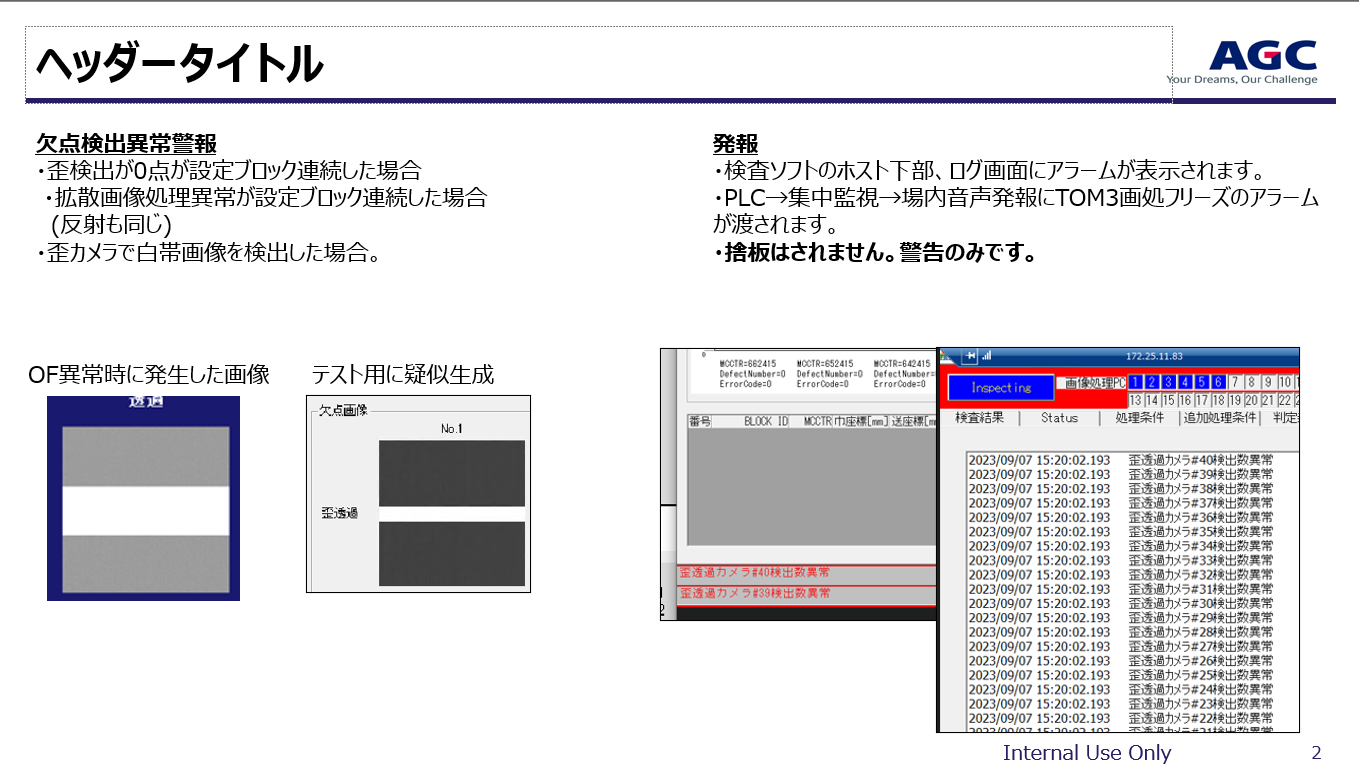 ヘッダータイトル
AGC
Your Dreams, Our Challenge
欠点検出異常警報
・歪検出が0点が設定ブロック連続した場合
・拡散画像処理異常が設定ブロック連続した場合
(反射も同じ)
・歪カメラで白帯画像を検出した場合。
発報
・検査ソフトのホスト下部、ログ画面にアラームが表示されます。
・PLC→集中監視→場内音声発報にTOM3画処フリーズのアラーム
が渡されます。
・捨板はされません。警告のみです。
OF異常時に発生した画像
透過
テスト用に疑似生成
欠点画像
No.1
歪透過
0
MCCTR=662415 MCCTR=652415 MCCTR=642415
DefectNumber=0 DefectNumber=0 DefectNumber=
ErrorCode=0 ErrorCode=0 ErrorCode=0
番号 BLOCK ID MCCTR 巾座標[mm] 送座標[m
歪透過カメラ#40検出数異常
歪透過カメラ#39検出数異常
172.25.11.83
Inspecting 画像処理PC 1 2 3 4 5 6 7 8 9 10
13 14 15 16 17 18 19 20 21 22
検査結果 Status 処理条件 追加処理条件 判定
2023/09/07 15:20:02.193 歪透過カメラ#40検出数異常
2023/09/07 15:20:02.193 歪透過カメラ#39検出数異常
2023/09/07 15:20:02.193 歪透過カメラ#38検出数異常
2023/09/07 15:20:02.193 歪透過カメラ#37検出数異常
2023/09/07 15:20:02.193 歪透過カメラ#36検出数異常
2023/09/07 15:20:02.193 歪透過カメラ#35検出数異常
2023/09/07 15:20:02.193 歪透過カメラ#34検出数異常
2023/09/07 15:20:02.193 歪透過カメラ#33検出数異常
2023/09/07 15:20:02.193 歪透過カメラ#32検出数異常
2023/09/07 15:20:02.193 歪透過カメラ#31検出数異常
2023/09/07 15:20:02.193 歪透過カメラ#30検出数異常
2023/09/07 15:20:02.193 歪透過カメラ#29検出数異常
2023/09/07 15:20:02.193 歪透過カメラ#28検出数異常
2023/09/07 15:20:02.193 歪透過カメラ#27検出数異常
2023/09/07 15:20:02.193 歪透過カメラ#26検出数異常
2023/09/07 15:20:02.193 歪透過カメラ#25検出数異常
2023/09/07 15:20:02.193 歪透過カメラ#24検出数異常
2023/09/07 15:20:02.193 歪透過カメラ#23検出数異常
2023/09/07 15:20:02.193 歪透過カメラ#22検出数異常
2023/09/07 15:20:02.193 歪透過カメラ#21検出数異常
Internal Use Only
2